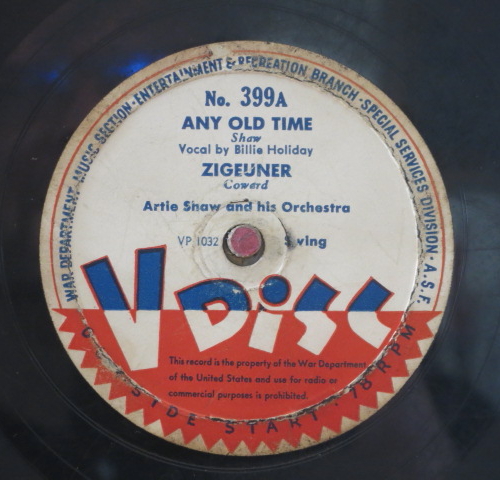 WAR DEPARTMENT · MUSIC SECTION · ENTERTAINMENT & RECREATION BRANCH · SPECIAL SERVICES DIVISION · A.S.F.
No. 399A
ANY OLD TIME
Shaw
Vocal by Billie Holiday
ZIGEUNER
Coward
Artie Shaw and his Orchestra
VP 1032
V DISC
This record is the property of the War Department
of the United States and use for radio or
commercial purposes is prohibited.
SIDE START · 78 RPM